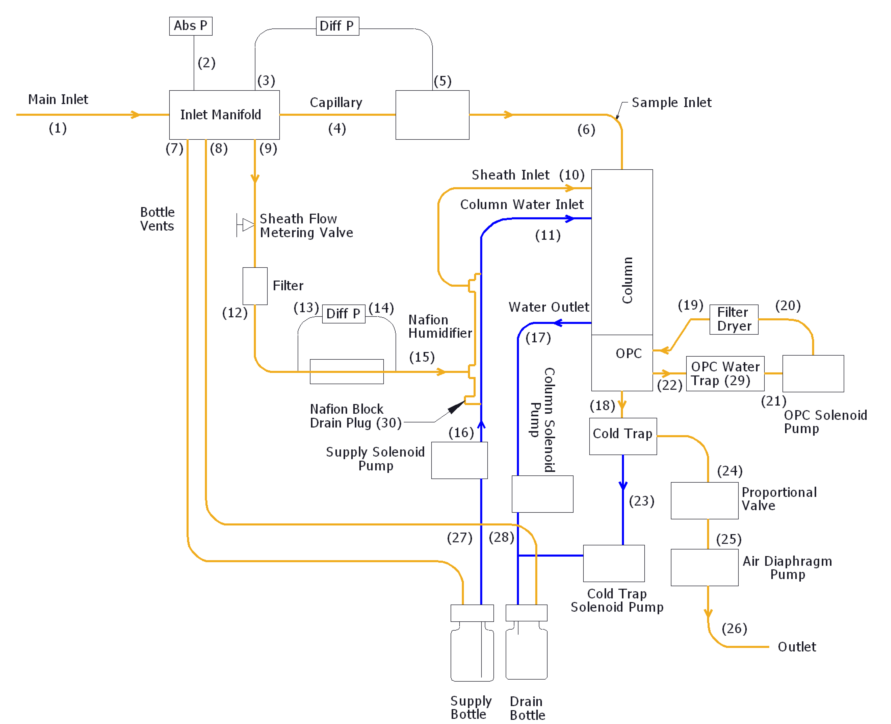 Abs P
Diff P
(2)
(3)
(5)
Main Inlet
Capillary
Sample Inlet
Inlet Manifold
(1)
(4)
(6)
(7)
(8)
(9)
Sheath Inlet
(10)
Column Water Inlet
(11)
Bottle
Vents
Sheath Flow
Metering Valve
Column
Filter
(12)
(13)
(14)
Diff P
Nafion
Humidifier
(15)
Water Outlet
(17)
(19)
(20)
Filter
Dryer
OPC
OPC Water
Trap (29)
(22)
(21)
OPC Solenoid
Pump
Nafion Block
Drain Plug (30)
(16)
Column Solenoid
Pump
(18)
Cold Trap
Supply Solenoid
Pump
(24)
(23)
Proportional
Valve
(27)
(28)
(25)
Air Diaphragm
Pump
Cold Trap
Solenoid Pump
(26)
Outlet
Supply
Bottle
Drain
Bottle